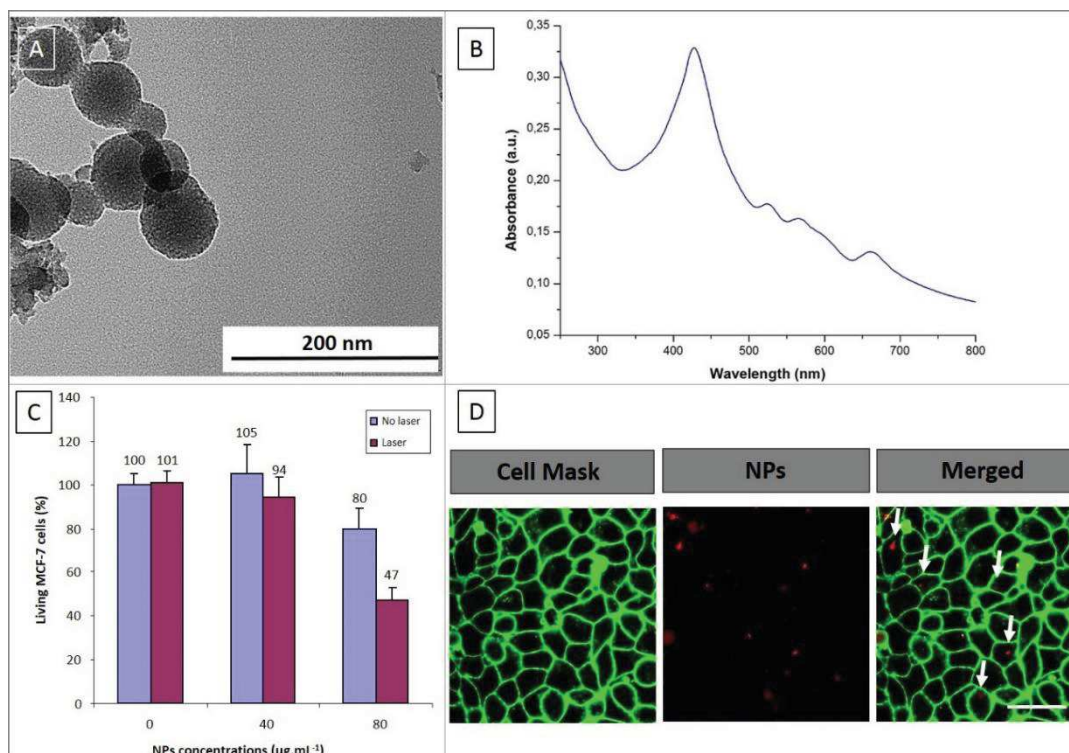 A
200 nm
B
0,35
0,30
0,25
0,20
0,15
0,10
0,05
Absorbance (a.u.)
300 400 500 600 700 800
Wavelength (nm)
C
140
120
100
80
60
40
20
0
Living MCF-7 cells (%)
No laser
Laser
100 101
105
94
80
47
0 40 80
NPs concentrations (µg mL⁻¹)
D
Cell Mask NPs Merged